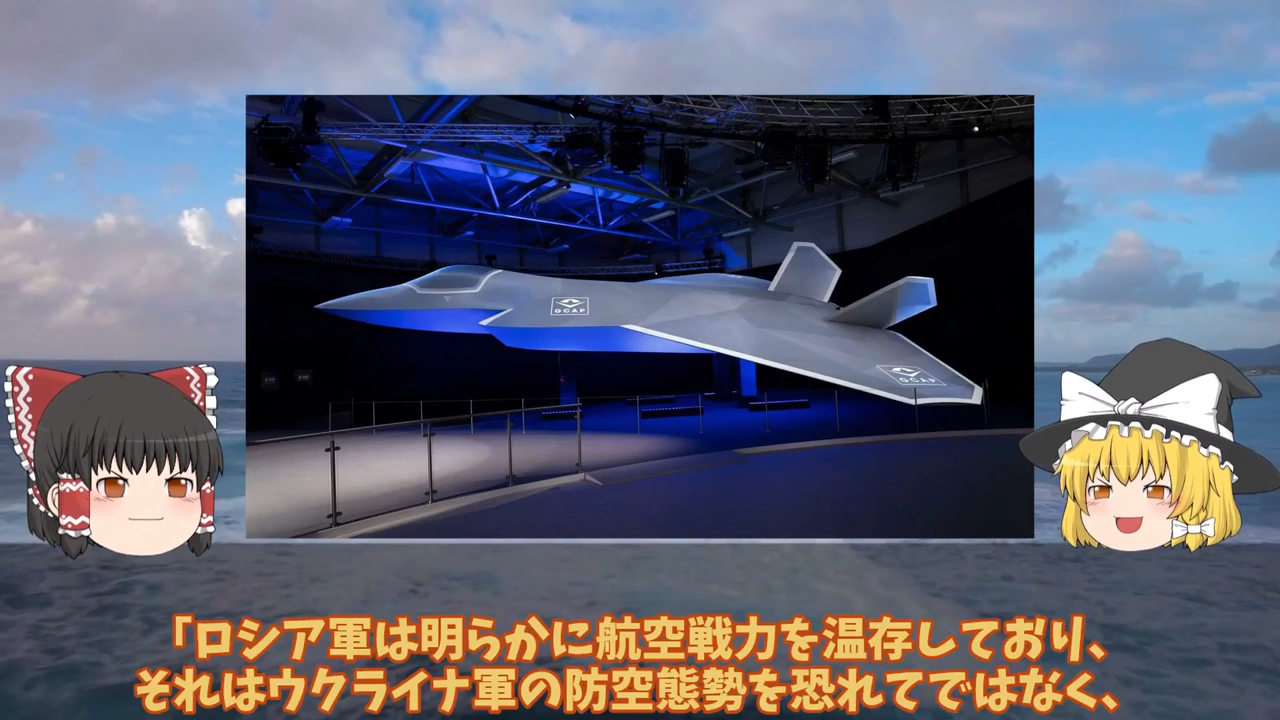 GCAP
GCAP
「ロシア軍は明らかに航空戦力を温存しており、
それはウクライナ軍の防空態勢を恐れてではなく、